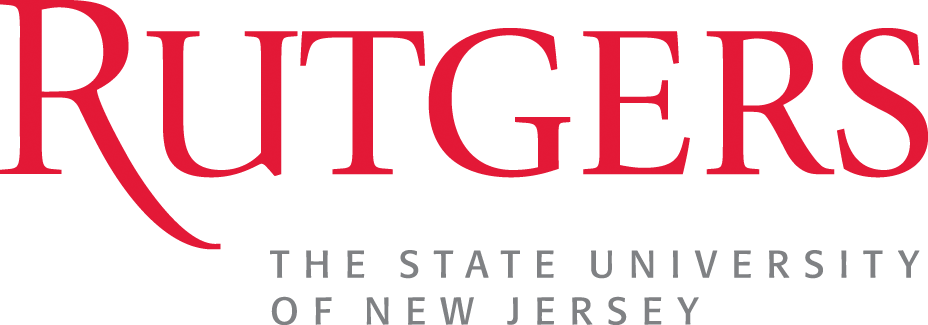 RUTGERS
THE STATE UNIVERSITY
OF NEW JERSEY